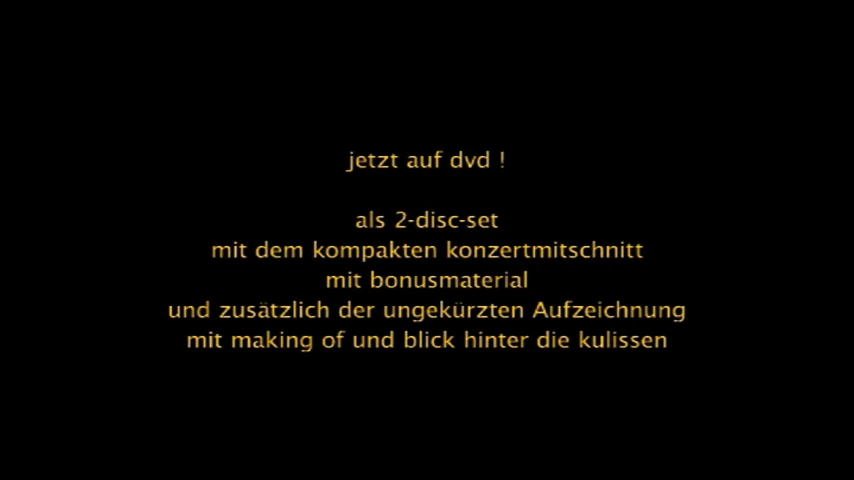 jetzt auf dvd !
als 2-disc-set
mit dem kompakten konzertmitschnitt
mit bonusmaterial
und zusätzlich der ungekürzten Aufzeichnung
mit making of und blick hinter die kulissen